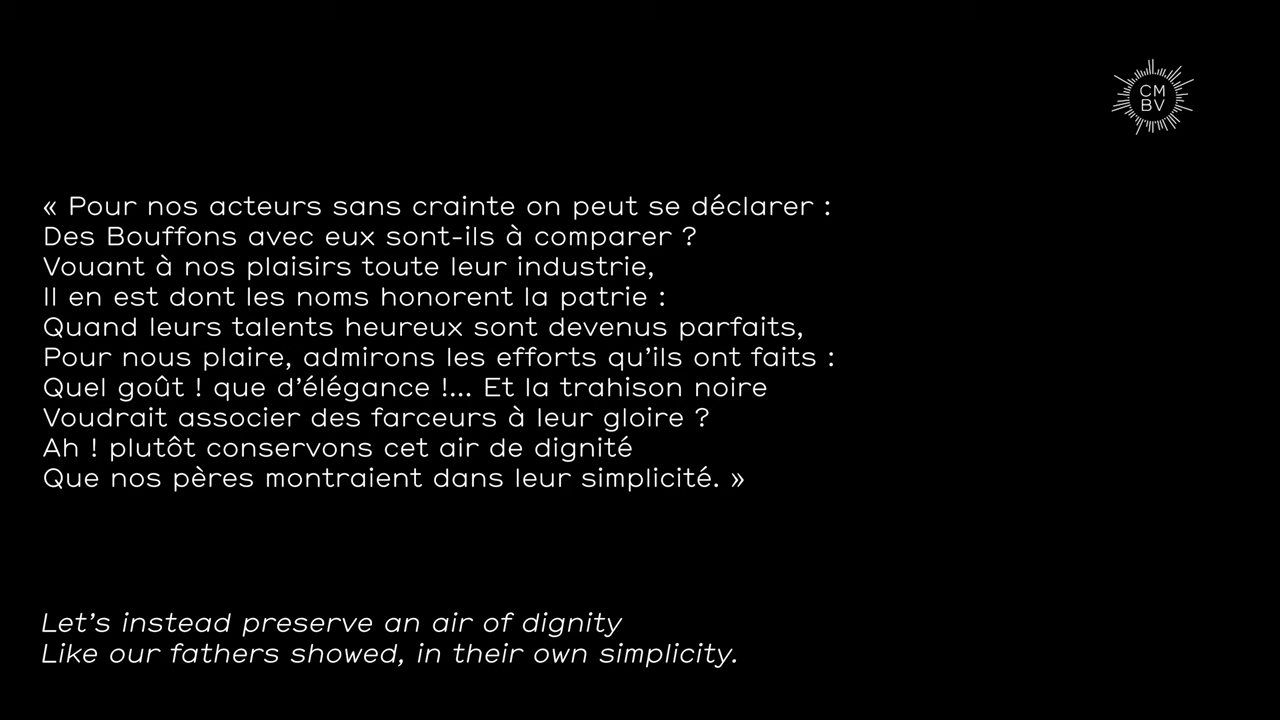 CM
BV
« Pour nos acteurs sans crainte on peut se déclarer :
Des Bouffons avec eux sont-ils à comparer ?
Vouant à nos plaisirs toute leur industrie,
Il en est dont les noms honorent la patrie :
Quand leurs talents heureux sont devenus parfaits,
Pour nous plaire, admirons les efforts qu’ils ont faits :
Quel goût ! que d’élégance !... Et la trahison noire
Voudrait associer des farceurs à leur gloire ?
Ah ! plutôt conservons cet air de dignité
Que nos pères montraient dans leur simplicité. »
Let’s instead preserve an air of dignity
Like our fathers showed, in their own simplicity.